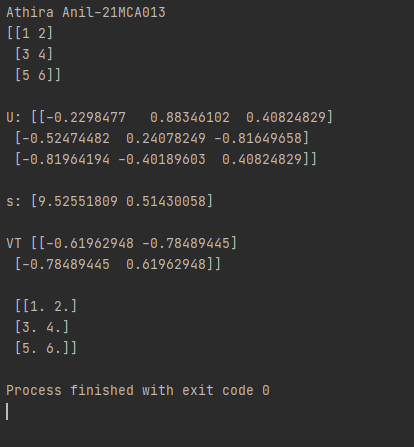 Athira Anil-21MCA013
[[1 2]
 [3 4]
 [5 6]]
U: [[-0.2298477   0.88346102  0.40824829]
 [-0.52474482  0.24078249 -0.81649658]
 [-0.81964194 -0.40189603  0.40824829]]
s: [9.52551809 0.51430058]
VT [[-0.61962948 -0.78489445]
 [-0.78489445  0.61962948]]
 [[1. 2.]
 [3. 4.]
 [5. 6.]]
Process finished with exit code 0